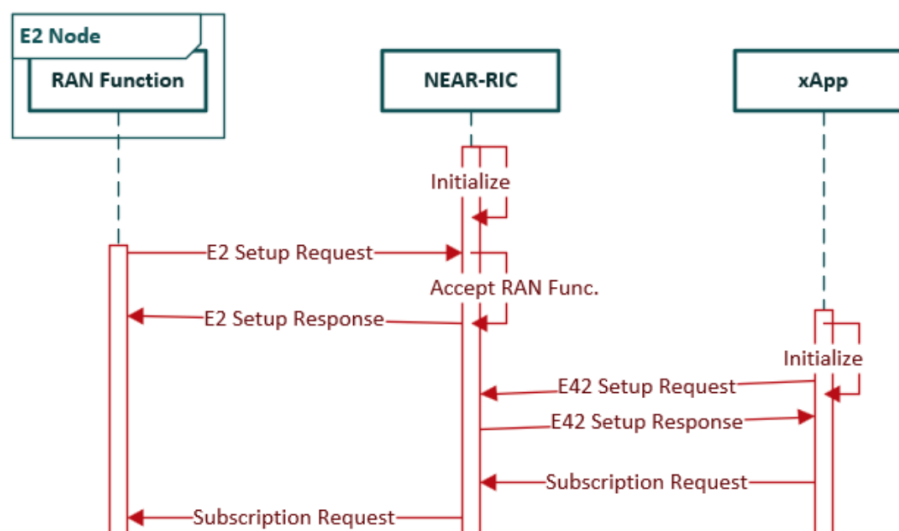 E2 Node
RAN Function
NEAR-RIC
xApp
Initialize
E2 Setup Request
Accept RAN Func.
E2 Setup Response
Initialize
E42 Setup Request
E42 Setup Response
Subscription Request
Subscription Request